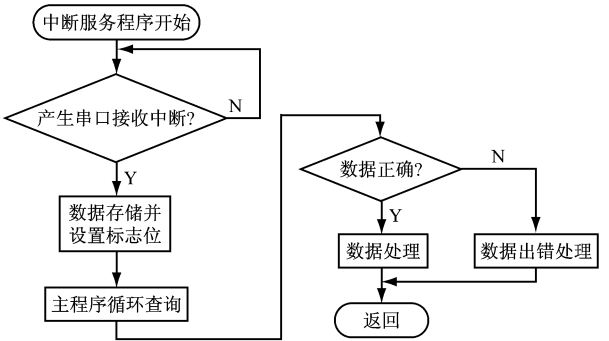 中断服务程序开始
产生串口接收中断?
N
Y
数据存储并
设置标志位
主程序循环查询
数据正确?
N
Y
数据处理
数据出错处理
返回